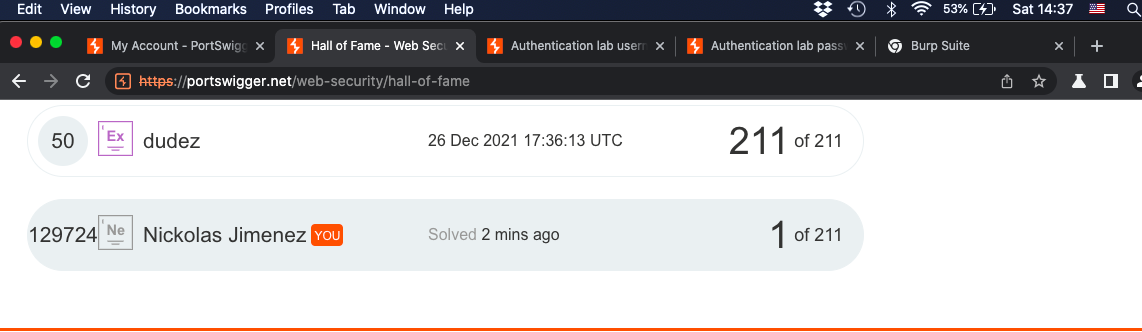 Edit View History Bookmarks Profiles Tab Window Help 53% Sat 14:37
My Account - PortSwigg Hall of Fame - Web Secu Authentication lab usern Authentication lab passw Burp Suite
https://portswigger.net/web-security/hall-of-fame
50 Ex dudez 26 Dec 2021 17:36:13 UTC 211 of 211
129724 Ne Nickolas Jimenez YOU Solved 2 mins ago 1 of 211